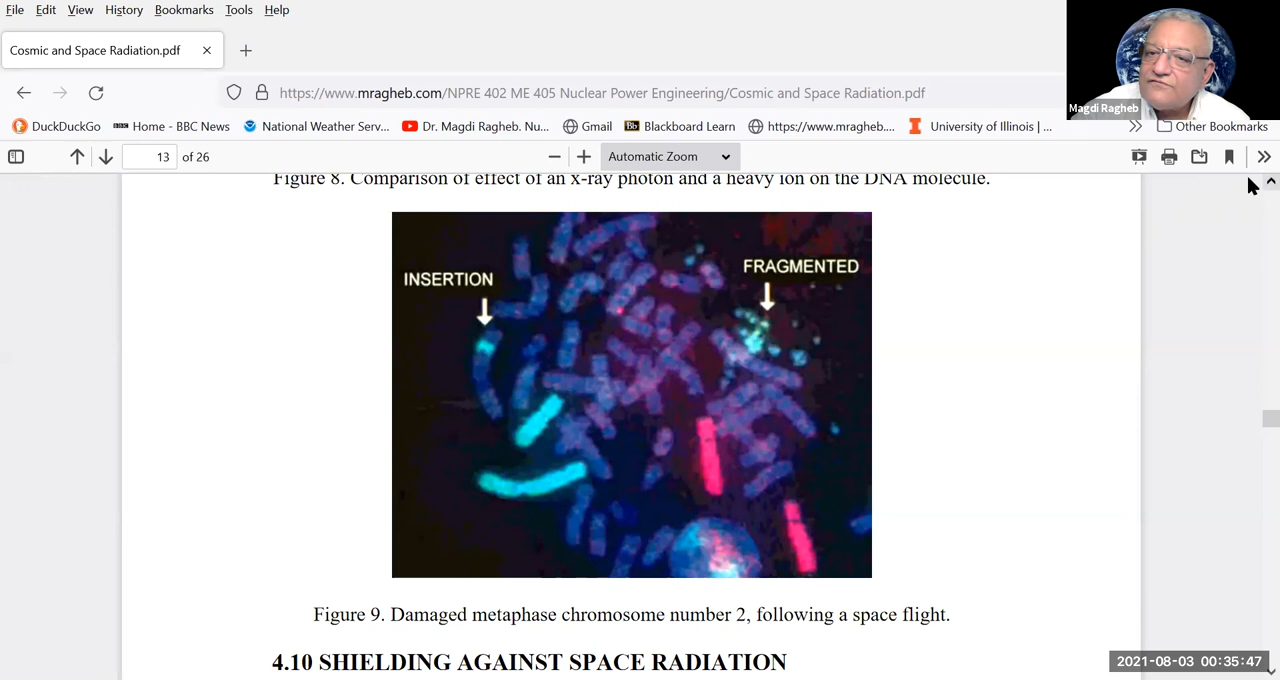 File Edit View History Bookmarks Tools Help
Cosmic and Space Radiation.pdf
https://www.mragheb.com/NPRE 402 ME 405 Nuclear Power Engineering/Cosmic and Space Radiation.pdf
Magdi Ragheb
DuckDuckGo BBC Home - BBC News National Weather Serv... Dr. Magdi Ragheb. Nu... Gmail Bb Blackboard Learn https://www.mragheb.... I University of Illinois |... Other Bookmarks
13 of 26 Automatic Zoom
Figure 8. Comparison of effect of an x-ray photon and a heavy ion on the DNA molecule.
FRAGMENTED
INSERTION
Figure 9. Damaged metaphase chromosome number 2, following a space flight.
4.10 SHIELDING AGAINST SPACE RADIATION
2021-08-03 00:35:47